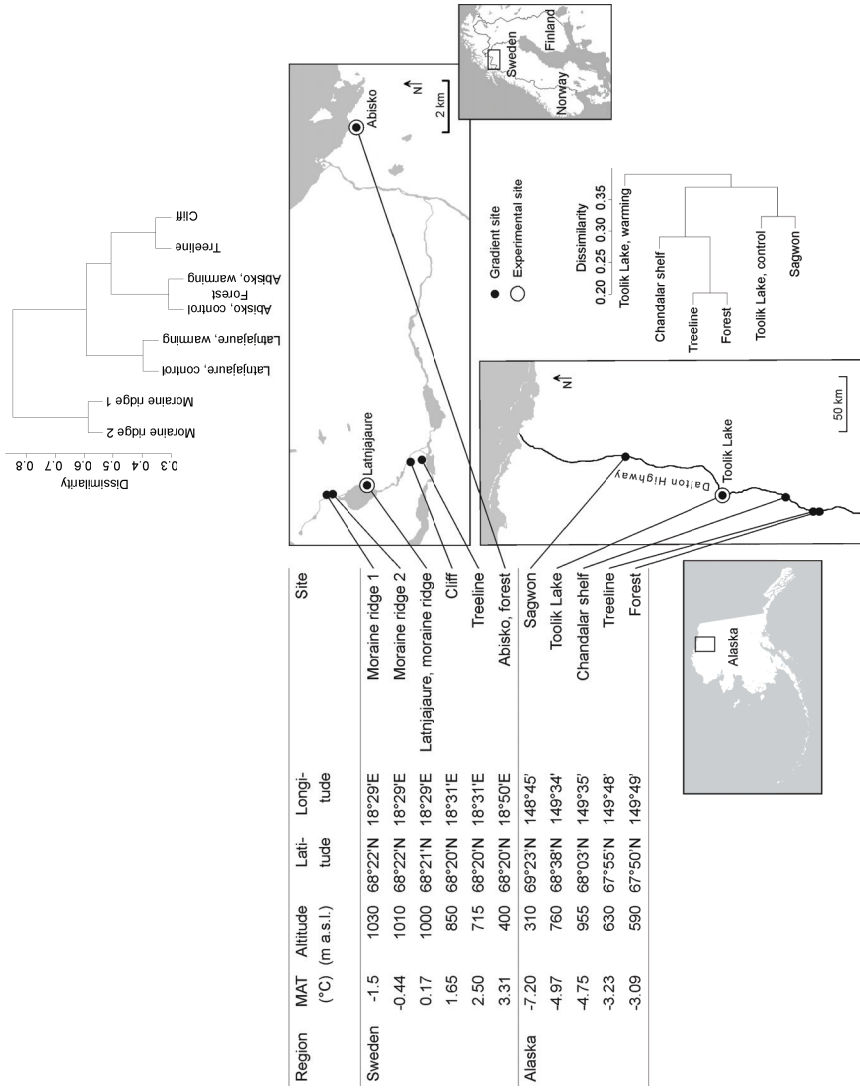 Region MAT Altitude Lati- Longi- Site
(°C) (m a.s.l.) tude tude
Sweden -1.5 1030 68°22'N 18°29'E Moraine ridge 1
-0.44 1010 68°22'N 18°29'E Moraine ridge 2
0.17 1000 68°21'N 18°29'E Latnjajaure, moraine ridge
1.65 850 68°20'N 18°31'E Cliff
2.50 715 68°20'N 18°31'E Treeline
3.31 400 68°20'N 18°50'E Abisko, forest
Alaska -7.20 310 69°23'N 148°45' Sagwon
-4.97 760 68°38'N 149°34' Toolik Lake
-4.75 955 68°03'N 149°35' Chandalar shelf
-3.23 630 67°55'N 149°48' Treeline
-3.09 590 67°50'N 149°49' Forest
Latnjajaure
Abisko
N
2 km
Sweden
Finland
Norway
Dissimilarity
0.8 0.7 0.6 0.5 0.4 0.3
Moraine ridge 2
Moraine ridge 1
Latnjajaure, control
Latnjajaure, warming
Abisko, control
Forest
Abisko, warming
Treeline
Cliff
Gradient site
Experimental site
Dissimilarity
0.20 0.25 0.30 0.35
Toolik Lake, warming
Chandalar shelf
Treeline
Forest
Toolik Lake, control
Sagwon
N
Dalton Highway
Toolik Lake
50 km
Alaska